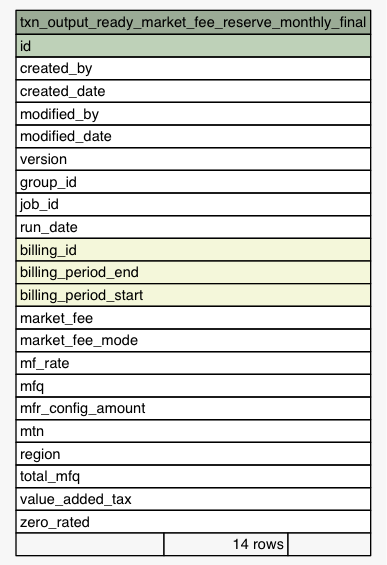 txn_output_ready_market_fee_reserve_monthly_final
id
created_by
created_date
modified_by
modified_date
version
group_id
job_id
run_date
billing_id
billing_period_end
billing_period_start
market_fee
market_fee_mode
mf_rate
mfq
mfr_config_amount
mtn
region
total_mfq
value_added_tax
zero_rated
14 rows